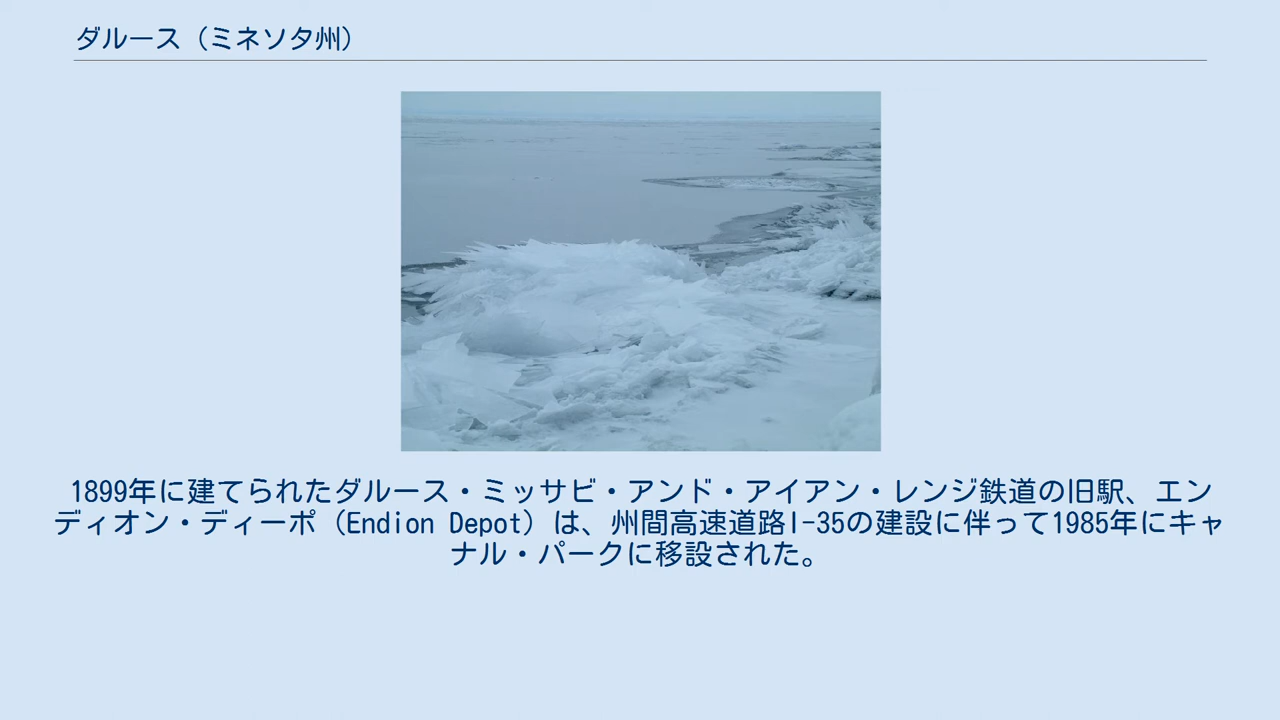 ダルース（ミネソタ州）
1899年に建てられたダルース・ミッサビ・アンド・アイアン・レンジ鉄道の旧駅、エン
ディオン・ディーポ（Endion Depot）は、州間高速道路I-35の建設に伴って1985年にキャ
ナル・パークに移設された。